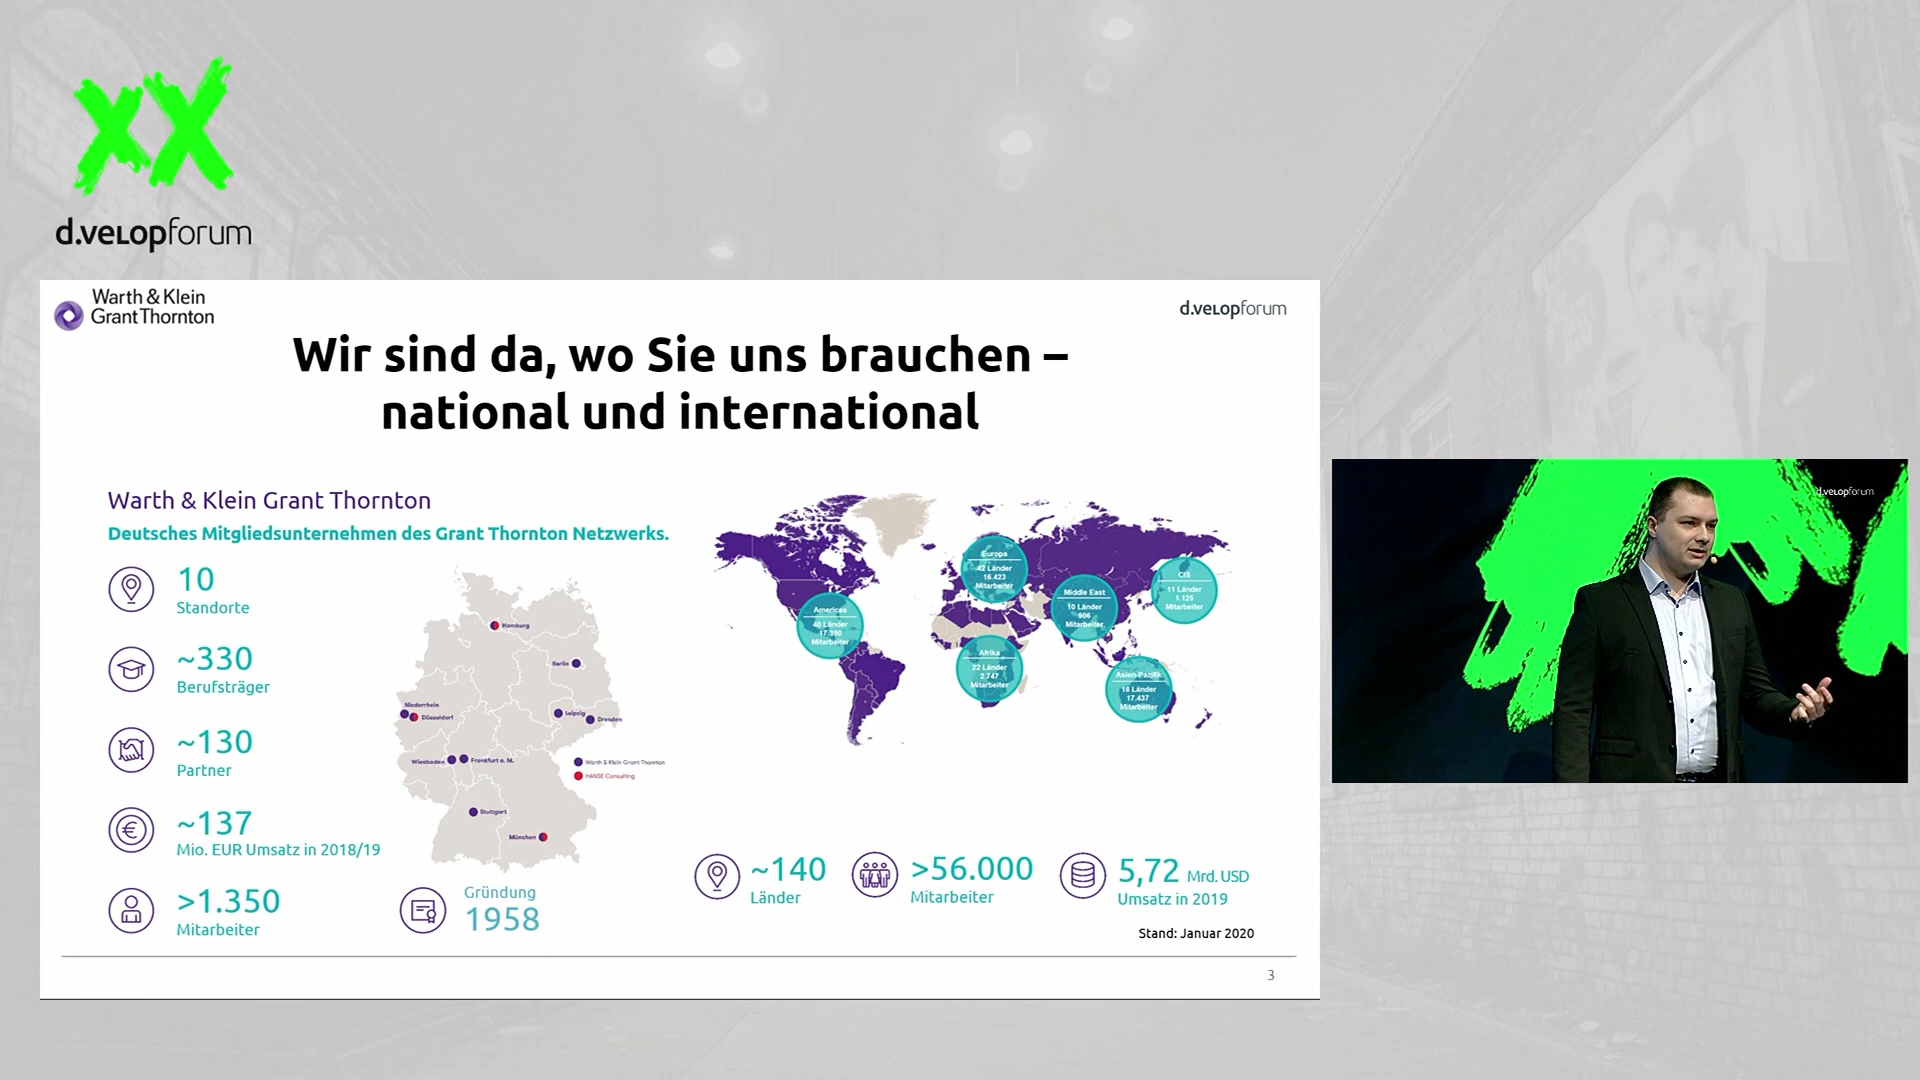 xX
d.velopforum
Warth & Klein
Grant Thornton
d.velopforum
Wir sind da, wo Sie uns brauchen –
national und international
Warth & Klein Grant Thornton
Deutsches Mitgliedsunternehmen des Grant Thornton Netzwerks.
10
Standorte
~330
Berufsträger
~130
Partner
~137
Mio. EUR Umsatz in 2018/19
>1.350
Mitarbeiter
Gründung
1958
Hamburg
Berlin
Niederrhein
Düsseldorf
Leipzig
Dresden
Wiesbaden
Frankfurt a. M.
Warth & Klein Grant Thornton
HANSE Consulting
Stuttgart
München
Europa
42 Länder
16.423
Mitarbeiter
Middle East
10 Länder
906
Mitarbeiter
CIS
11 Länder
1.125
Mitarbeiter
Americas
40 Länder
17.390
Mitarbeiter
Afrika
22 Länder
2.747
Mitarbeiter
Asien-Pazifik
18 Länder
17.437
Mitarbeiter
~140
Länder
>56.000
Mitarbeiter
5,72 Mrd. USD
Umsatz in 2019
Stand: Januar 2020
3
d.velopforum